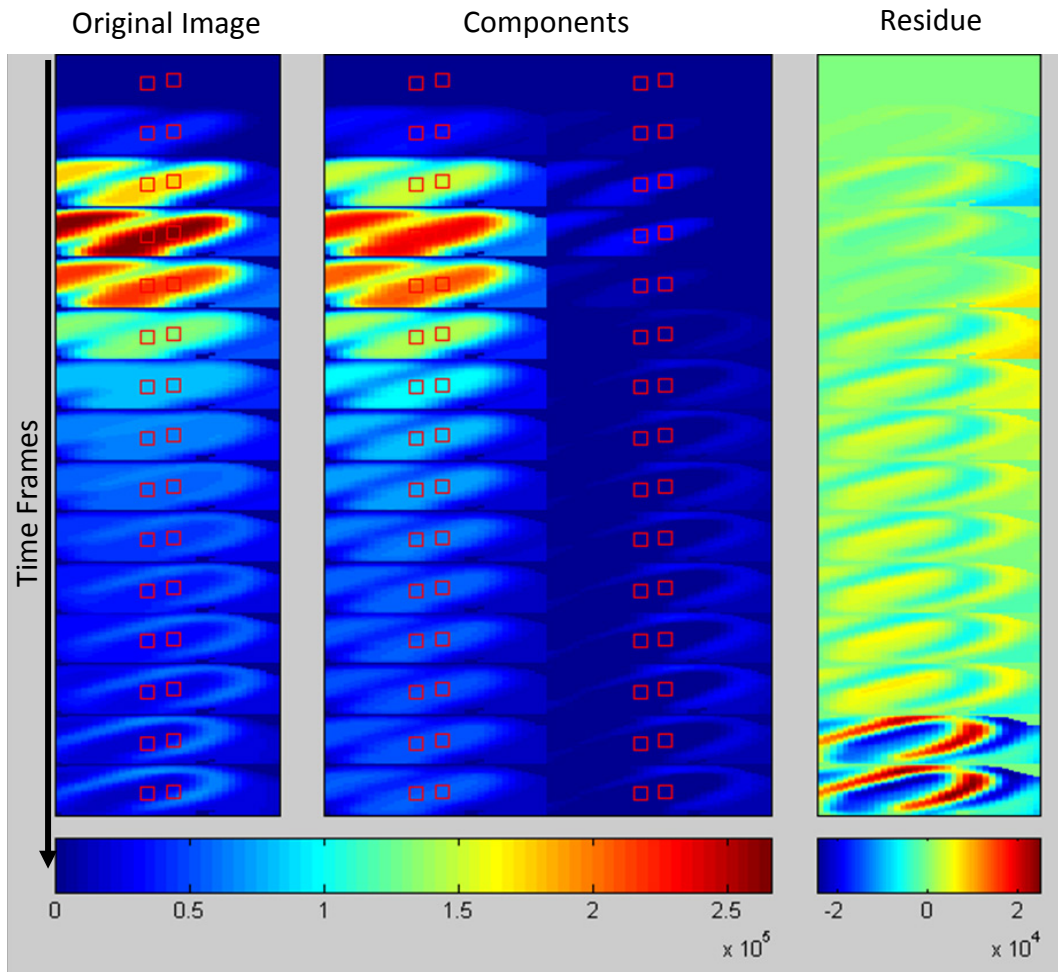 Original Image
Components
Residue
Time Frames
0 0.5 1 1.5 2 2.5
x 10^5
-2 0 2
x 10^4